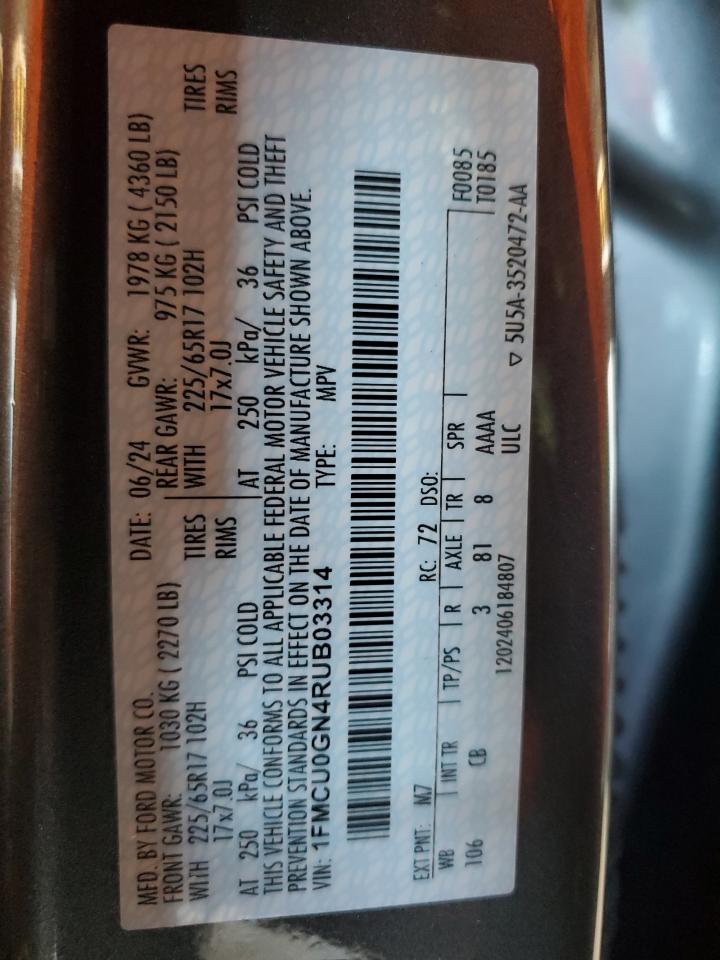 MFD. BY FORD MOTOR CO.
DATE: 06/24 GVWR: 1978 KG ( 4360 LB)
FRONT GAWR: 1030 KG ( 2270 LB)
REAR GAWR: 975 KG ( 2150 LB)
WITH 225/65R17 102H TIRES
WITH 225/65R17 102H TIRES
17x7.0J RIMS
17x7.0J RIMS
AT 250 kPa/ 36 PSI COLD
AT 250 kPa/ 36 PSI COLD
THIS VEHICLE CONFORMS TO ALL APPLICABLE FEDERAL MOTOR VEHICLE SAFETY AND THEFT
PREVENTION STANDARDS IN EFFECT ON THE DATE OF MANUFACTURE SHOWN ABOVE.
VIN: 1FMCU0GN4RUB03314 TYPE: MPV
EXT PNT: M7 RC: 72 DSO: F0085
WB INT TR TP/PS R AXLE TR SPR T0185
106 CB 3 81 8 AAAA
1202406184807 ULC
▽ 5U5A-3520472-AA